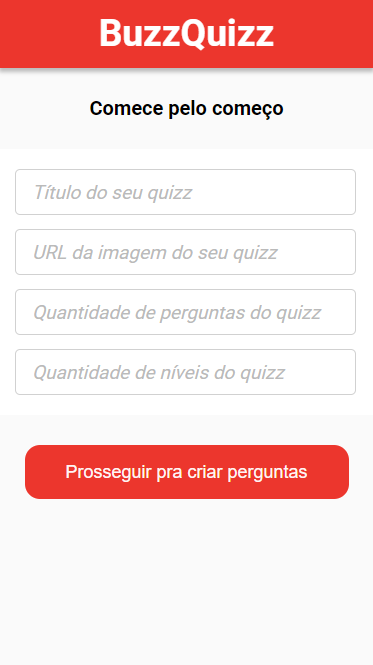 BuzzQuizz
Comece pelo começo
Título do seu quizz
URL da imagem do seu quizz
Quantidade de perguntas do quizz
Quantidade de níveis do quizz
Prosseguir pra criar perguntas